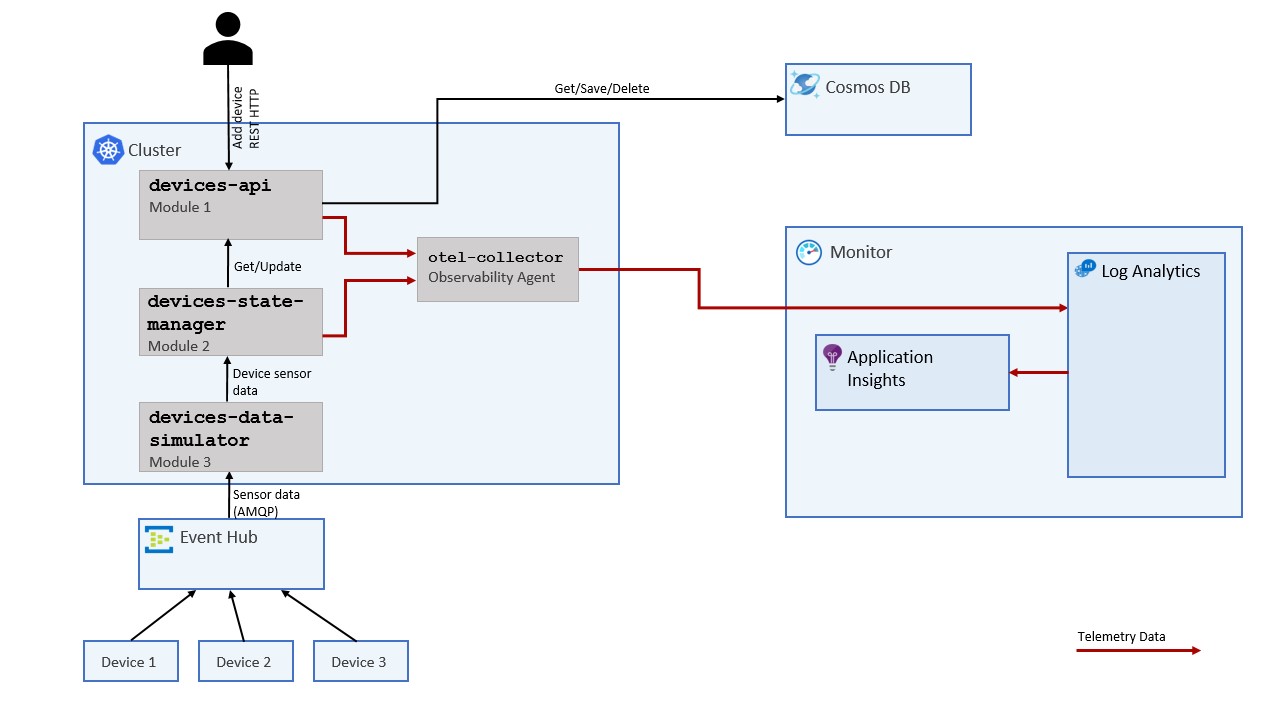 Add device
REST HTTP
Get/Save/Delete
Cosmos DB
Cluster
devices-api
Module 1
Get/Update
otel-collector
Observability Agent
devices-state-
manager
Module 2
Device sensor
data
devices-data-
simulator
Module 3
Sensor data
(AMQP)
Event Hub
Device 1
Device 2
Device 3
Monitor
Log Analytics
Application
Insights
Telemetry Data